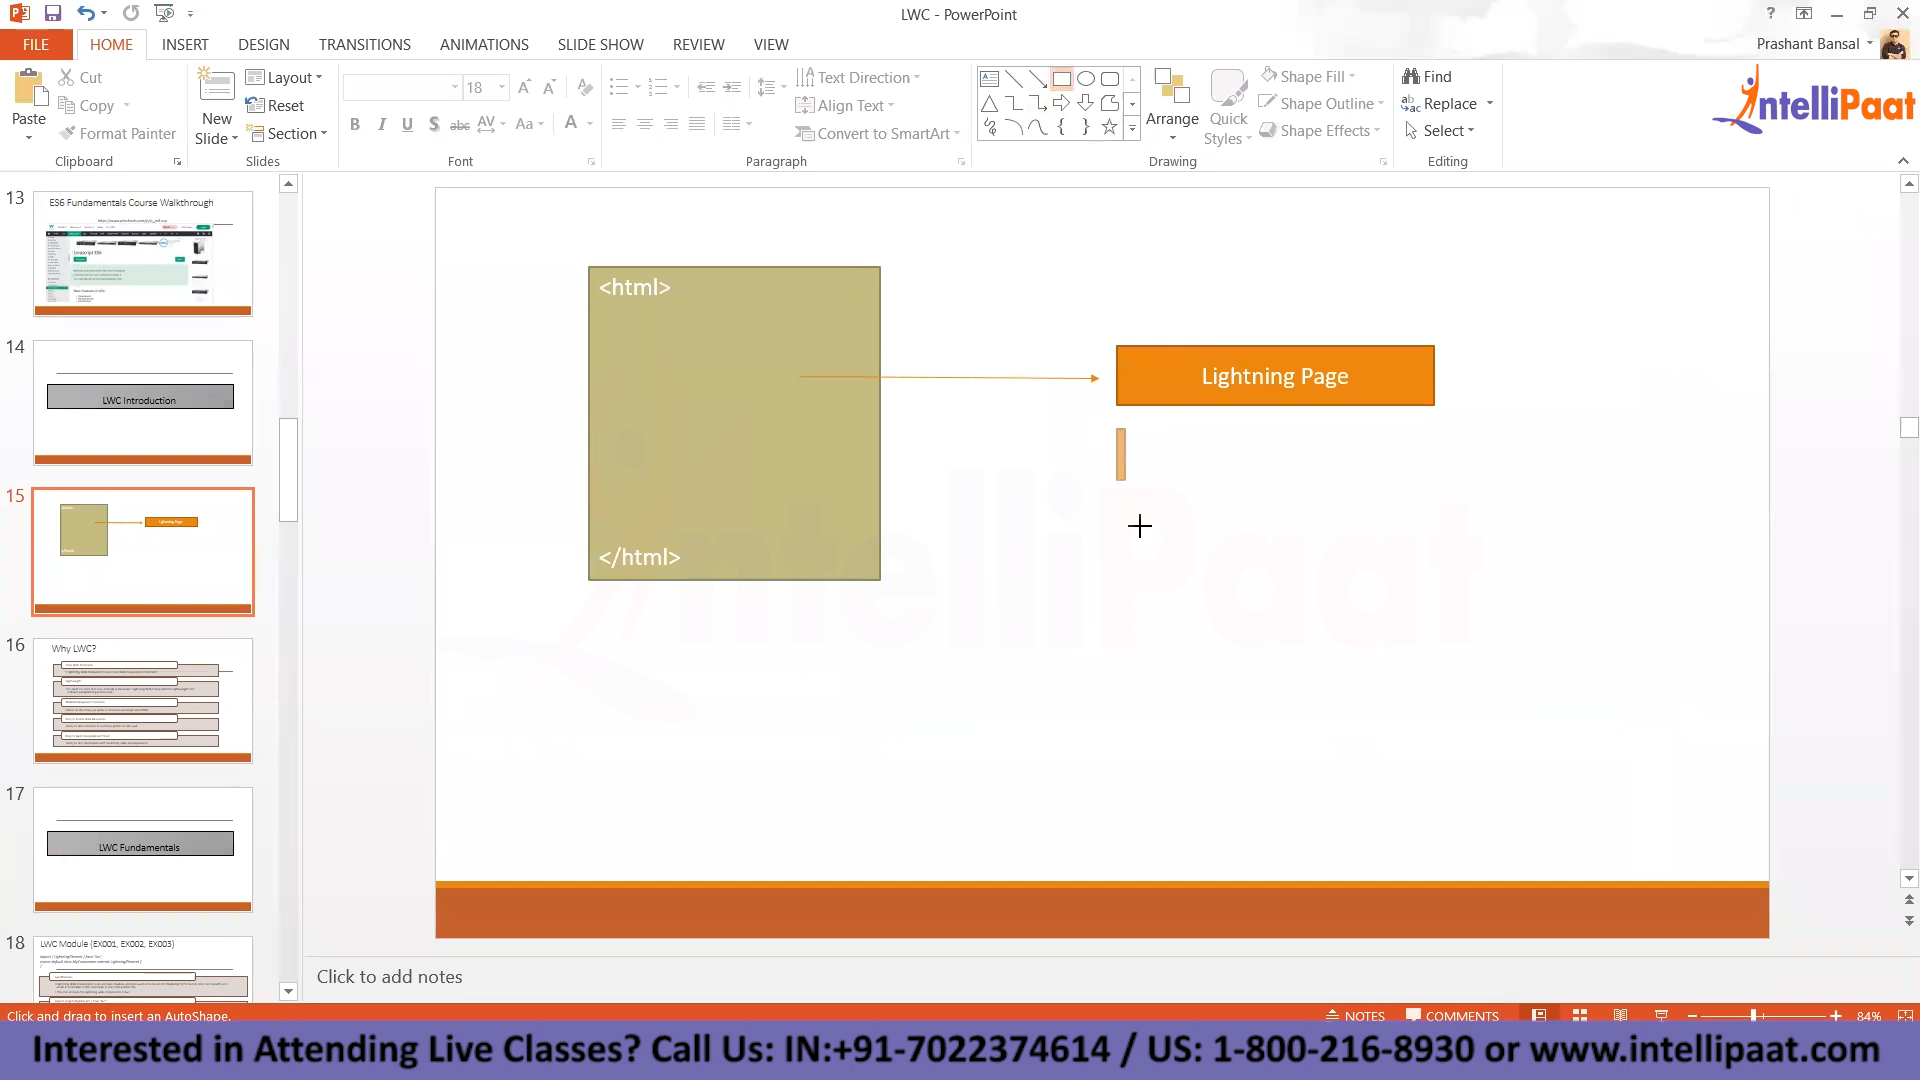 LWC - PowerPoint
FILE
HOME
INSERT
DESIGN
TRANSITIONS
ANIMATIONS
SLIDE SHOW
REVIEW
VIEW
Prashant Bansal
Paste
Cut
Copy
Format Painter
Clipboard
New
Slide
Layout
Reset
Section
Slides
18
Font
Text Direction
Align Text
Convert to SmartArt
Paragraph
Arrange
Quick
Styles
Shape Fill
Shape Outline
Shape Effects
Drawing
Find
Replace
Select
Editing
IntelliPaat
13
ES6 Fundamentals Course Walkthrough
14
LWC Introduction
15
Lightning Page
16
Why LWC?
17
LWC Fundamentals
18
LWC Module (EX001, EX002, EX003)
<html>
</html>
Lightning Page
IntelliPaat
Click to add notes
Click and drag to insert an AutoShape.
NOTES
COMMENTS
84%
Interested in Attending Live Classes? Call Us: IN:+91-7022374614 / US: 1-800-216-8930 or www.intellipaat.com